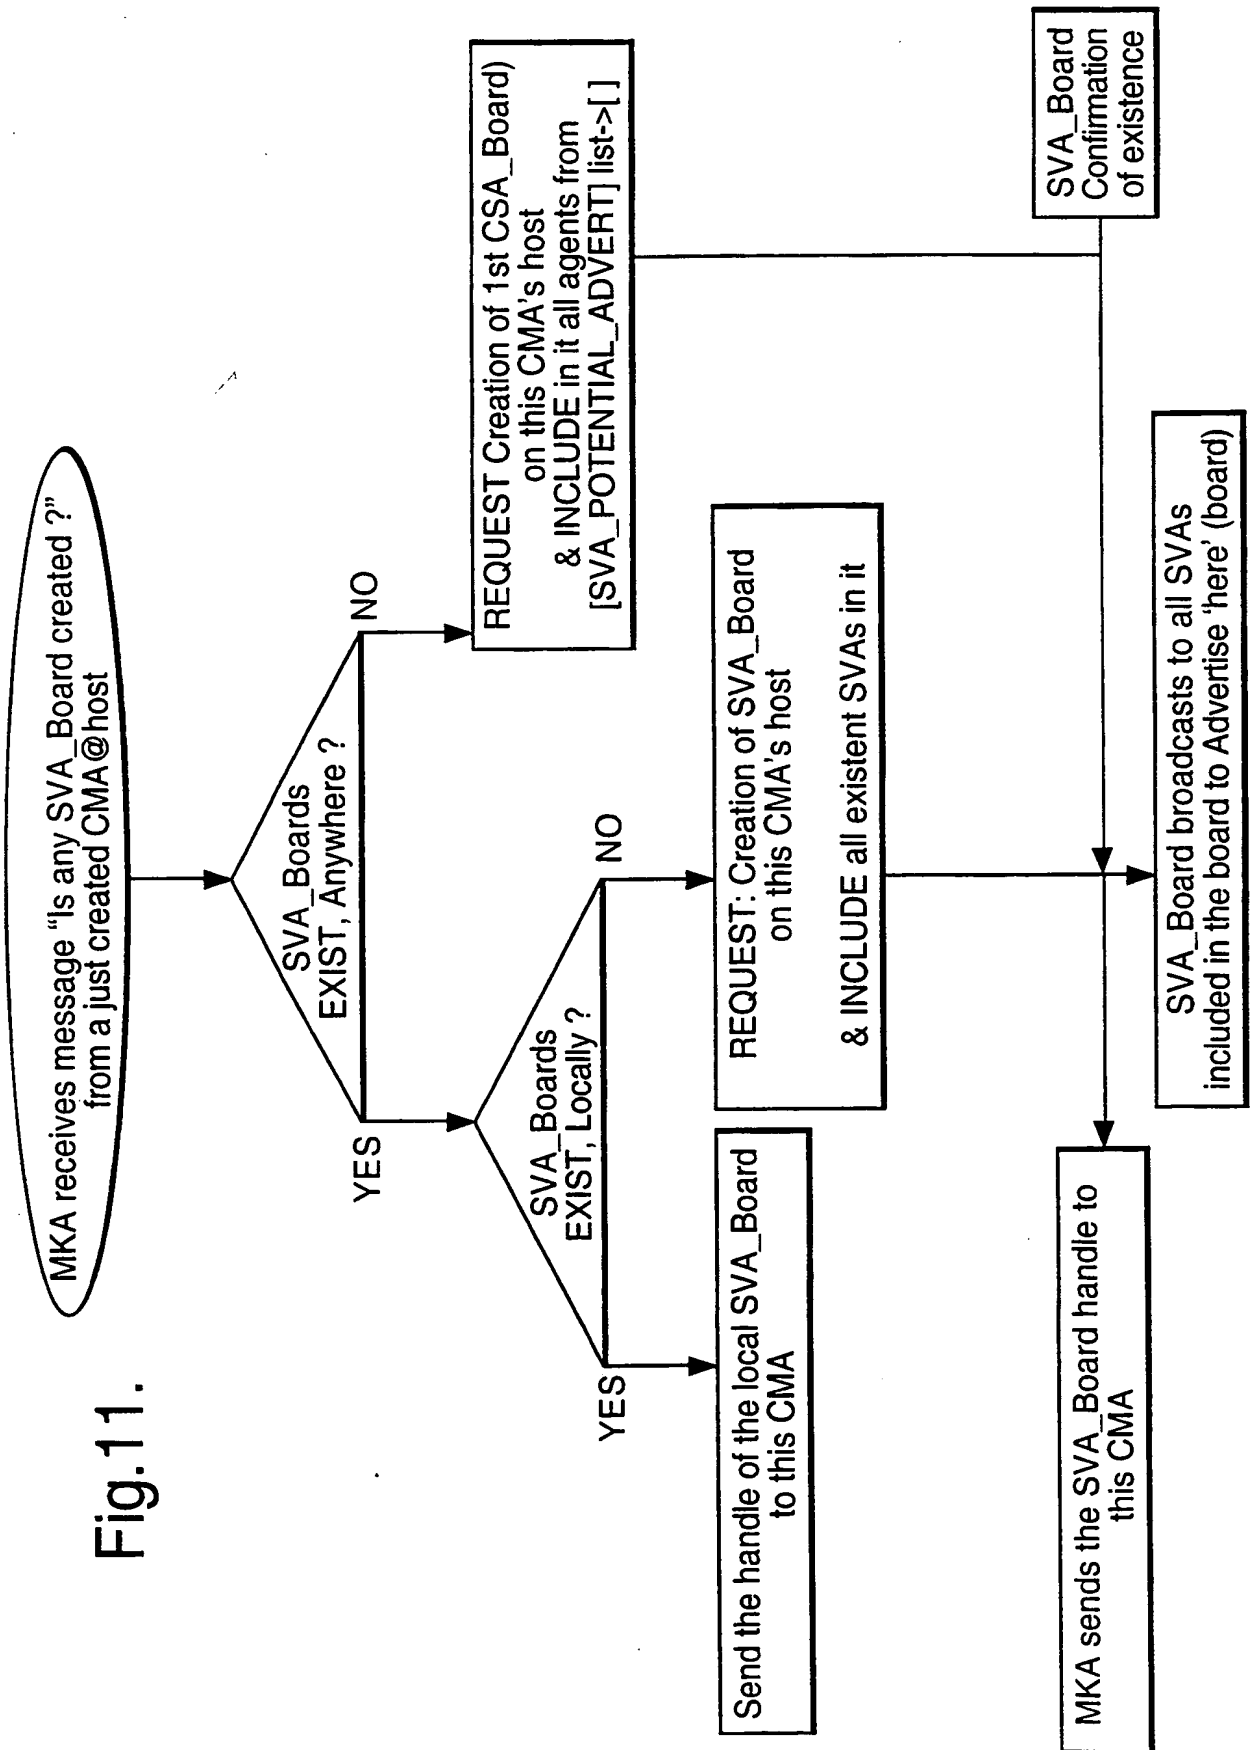 Fig.11.
MKA receives message "Is any SVA_Board created ?"
from a just created CMA@host
SVA_Boards
EXIST, Anywhere ?
YES
NO
REQUEST Creation of 1st CSA_Board)
on this CMA's host
& INCLUDE in it all agents from
[SVA_POTENTIAL_ADVERT] list->[ ]
SVA_Boards
EXIST, Locally ?
YES
NO
Send the handle of the local SVA_Board
to this CMA
REQUEST: Creation of SVA_Board
on this CMA's host
& INCLUDE all existent SVAs in it
SVA_Board
Confirmation
of existence
MKA sends the SVA_Board handle to
this CMA
SVA_Board broadcasts to all SVAs
included in the board to Advertise 'here' (board)